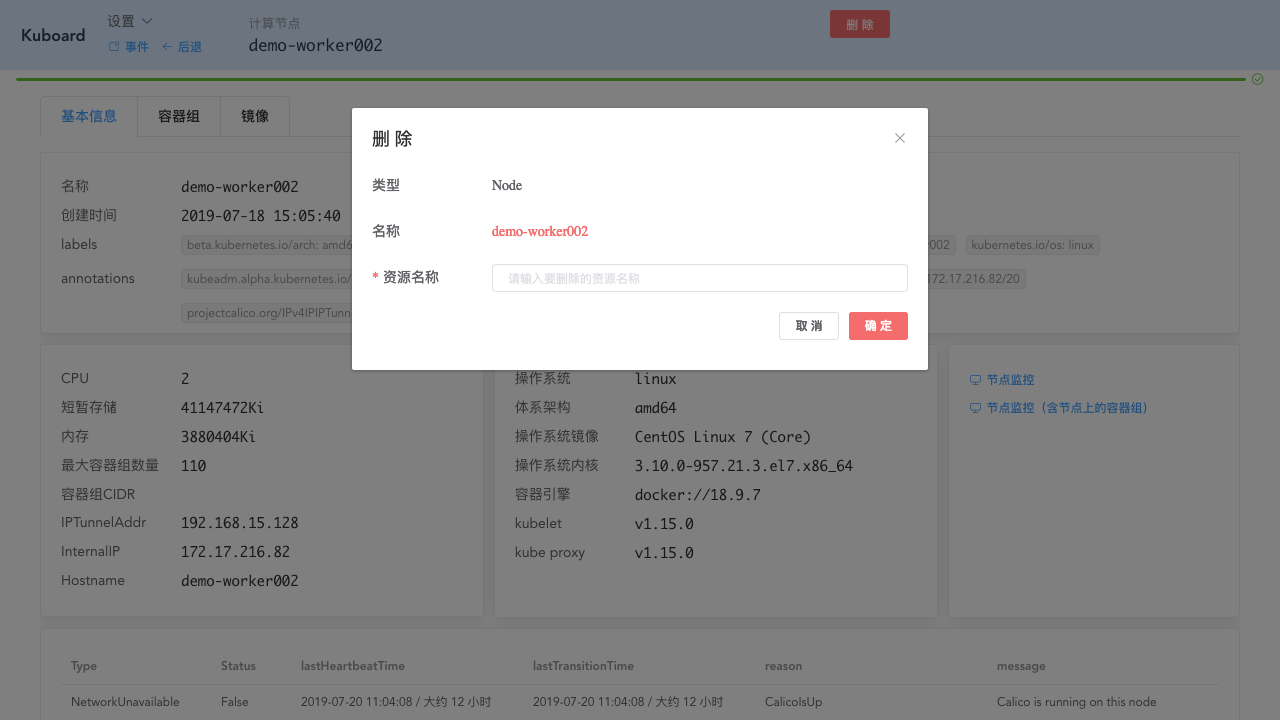 Kuboard
设置
事件 后退
计算节点
demo-worker002
删 除
基本信息 容器组 镜像
删 除
类型 Node
名称 demo-worker002
* 资源名称 请输入要删除的资源名称
取 消 确 定
名称 demo-worker002
创建时间 2019-07-18 15:05:40
labels beta.kubernetes.io/arch: amd6 002 kubernetes.io/os: linux
annotations kubeadm.alpha.kubernetes.io/ 172.17.216.82/20
projectcalico.org/IPv4IPIPTunn
CPU 2
短暂存储 41147472Ki
内存 3880404Ki
最大容器组数量 110
容器组CIDR
IPTunnelAddr 192.168.15.128
InternalIP 172.17.216.82
Hostname demo-worker002
操作系统 linux
体系架构 amd64
操作系统镜像 CentOS Linux 7 (Core)
操作系统内核 3.10.0-957.21.3.el7.x86_64
容器引擎 docker://18.9.7
kubelet v1.15.0
kube proxy v1.15.0
节点监控
节点监控（含节点上的容器组）
Type Status lastHeartbeatTime lastTransitionTime reason message
NetworkUnavailable False 2019-07-20 11:04:08 / 大约 12 小时 2019-07-20 11:04:08 / 大约 12 小时 CalicoIsUp Calico is running on this node